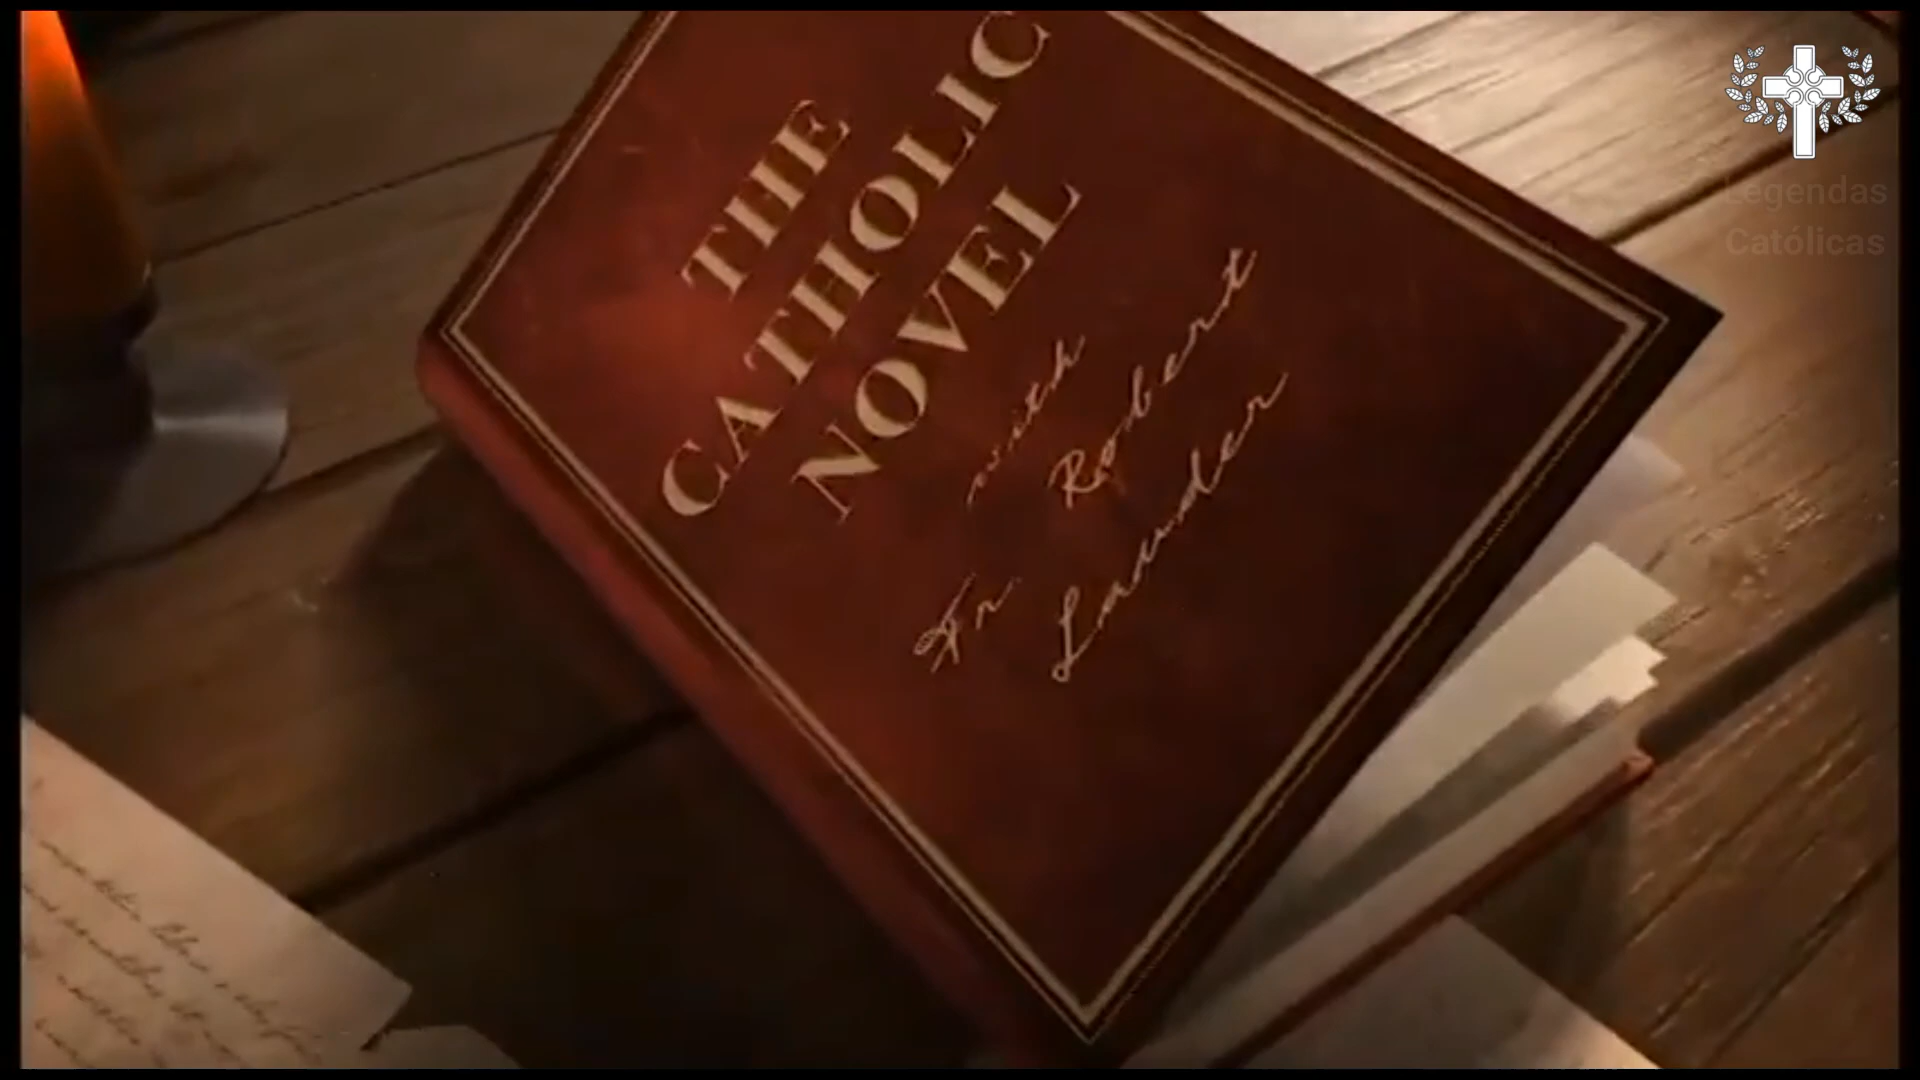 THE
CATHOLIC
NOVEL
with
Fr Robert
Lauder
Legendas
Católicas